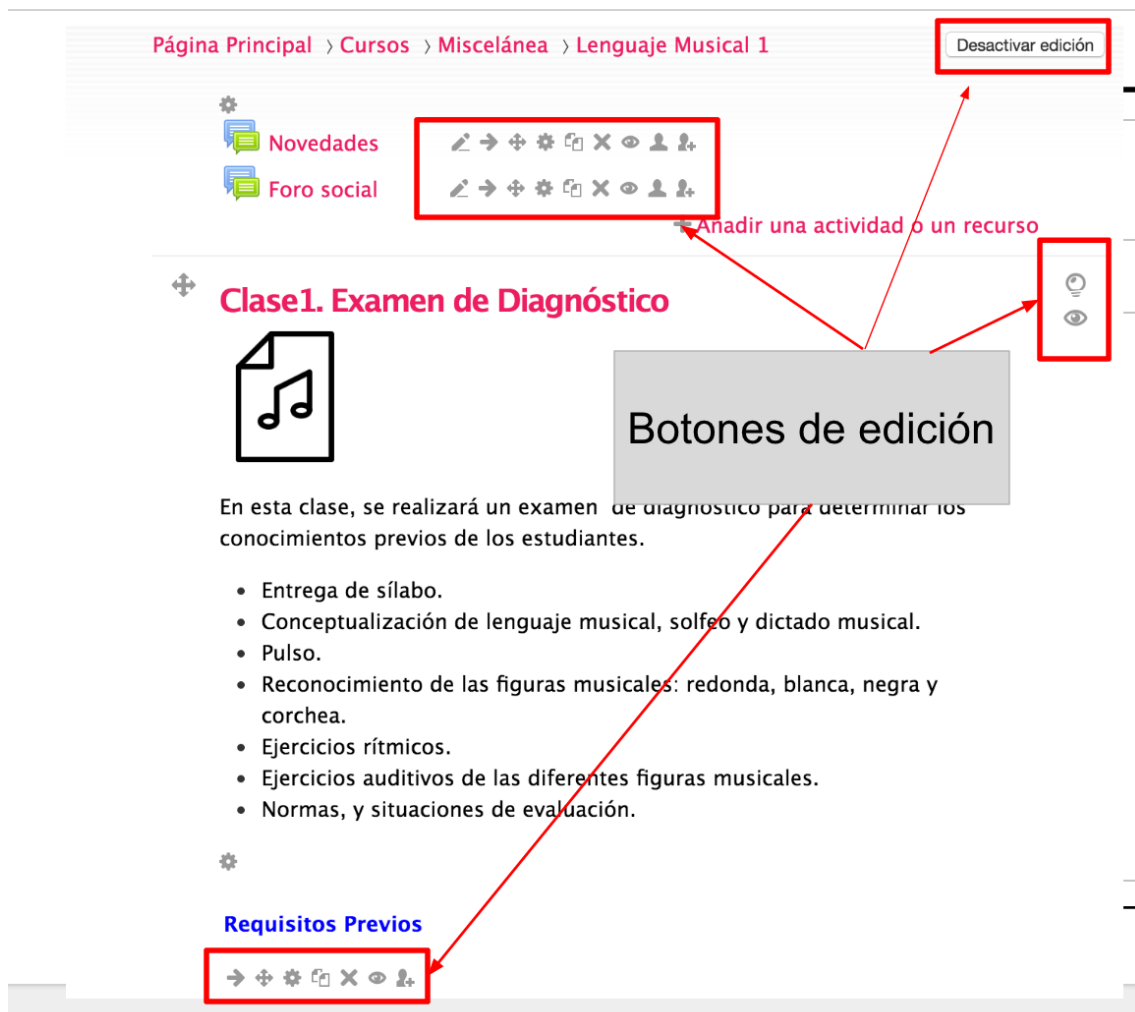 Página Principal 〉Cursos 〉Miscelánea 〉Lenguaje Musical 1
Desactivar edición
Novedades
Foro social
Añadir una actividad o un recurso
Clase1. Examen de Diagnóstico
Botones de edición
En esta clase, se realizará un examen de diagnóstico para determinar los
conocimientos previos de los estudiantes.
• Entrega de sílabo.
• Conceptualización de lenguaje musical, solfeo y dictado musical.
• Pulso.
• Reconocimiento de las figuras musicales: redonda, blanca, negra y
corchea.
• Ejercicios rítmicos.
• Ejercicios auditivos de las diferentes figuras musicales.
• Normas, y situaciones de evaluación.
Requisitos Previos